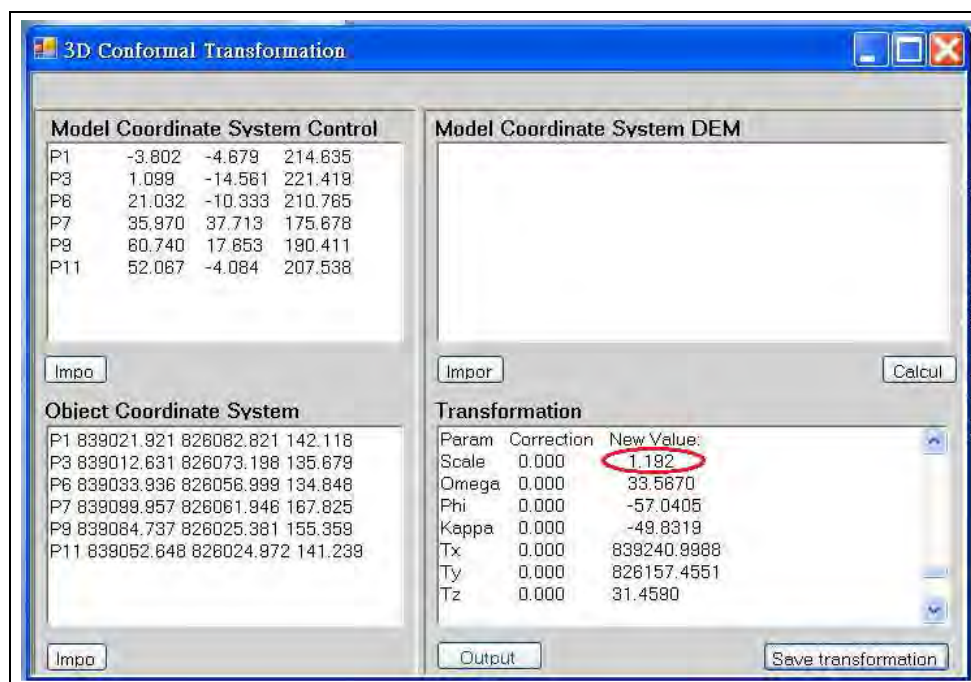 3D Conformal Transformation
Model Coordinate System Control
P1 -3.802 -4.679 214.635
P3 1.099 -14.561 221.419
P6 21.032 -10.333 210.765
P7 35.970 37.713 175.678
P9 60.740 17.653 190.411
P11 52.067 -4.084 207.538
Impo
Model Coordinate System DEM
Impor
Calcul
Object Coordinate System
P1 839021.921 826082.821 142.118
P3 839012.631 826073.198 135.679
P6 839033.936 826056.999 134.848
P7 839099.957 826061.946 167.825
P9 839084.737 826025.381 155.359
P11 839052.648 826024.972 141.239
Impo
Transformation
Param Correction New Value:
Scale 0.000 1.192
Omega 0.000 33.5670
Phi 0.000 -57.0405
Kappa 0.000 -49.8319
Tx 0.000 839240.9988
Ty 0.000 826157.4551
Tz 0.000 31.4590
Output
Save transformation